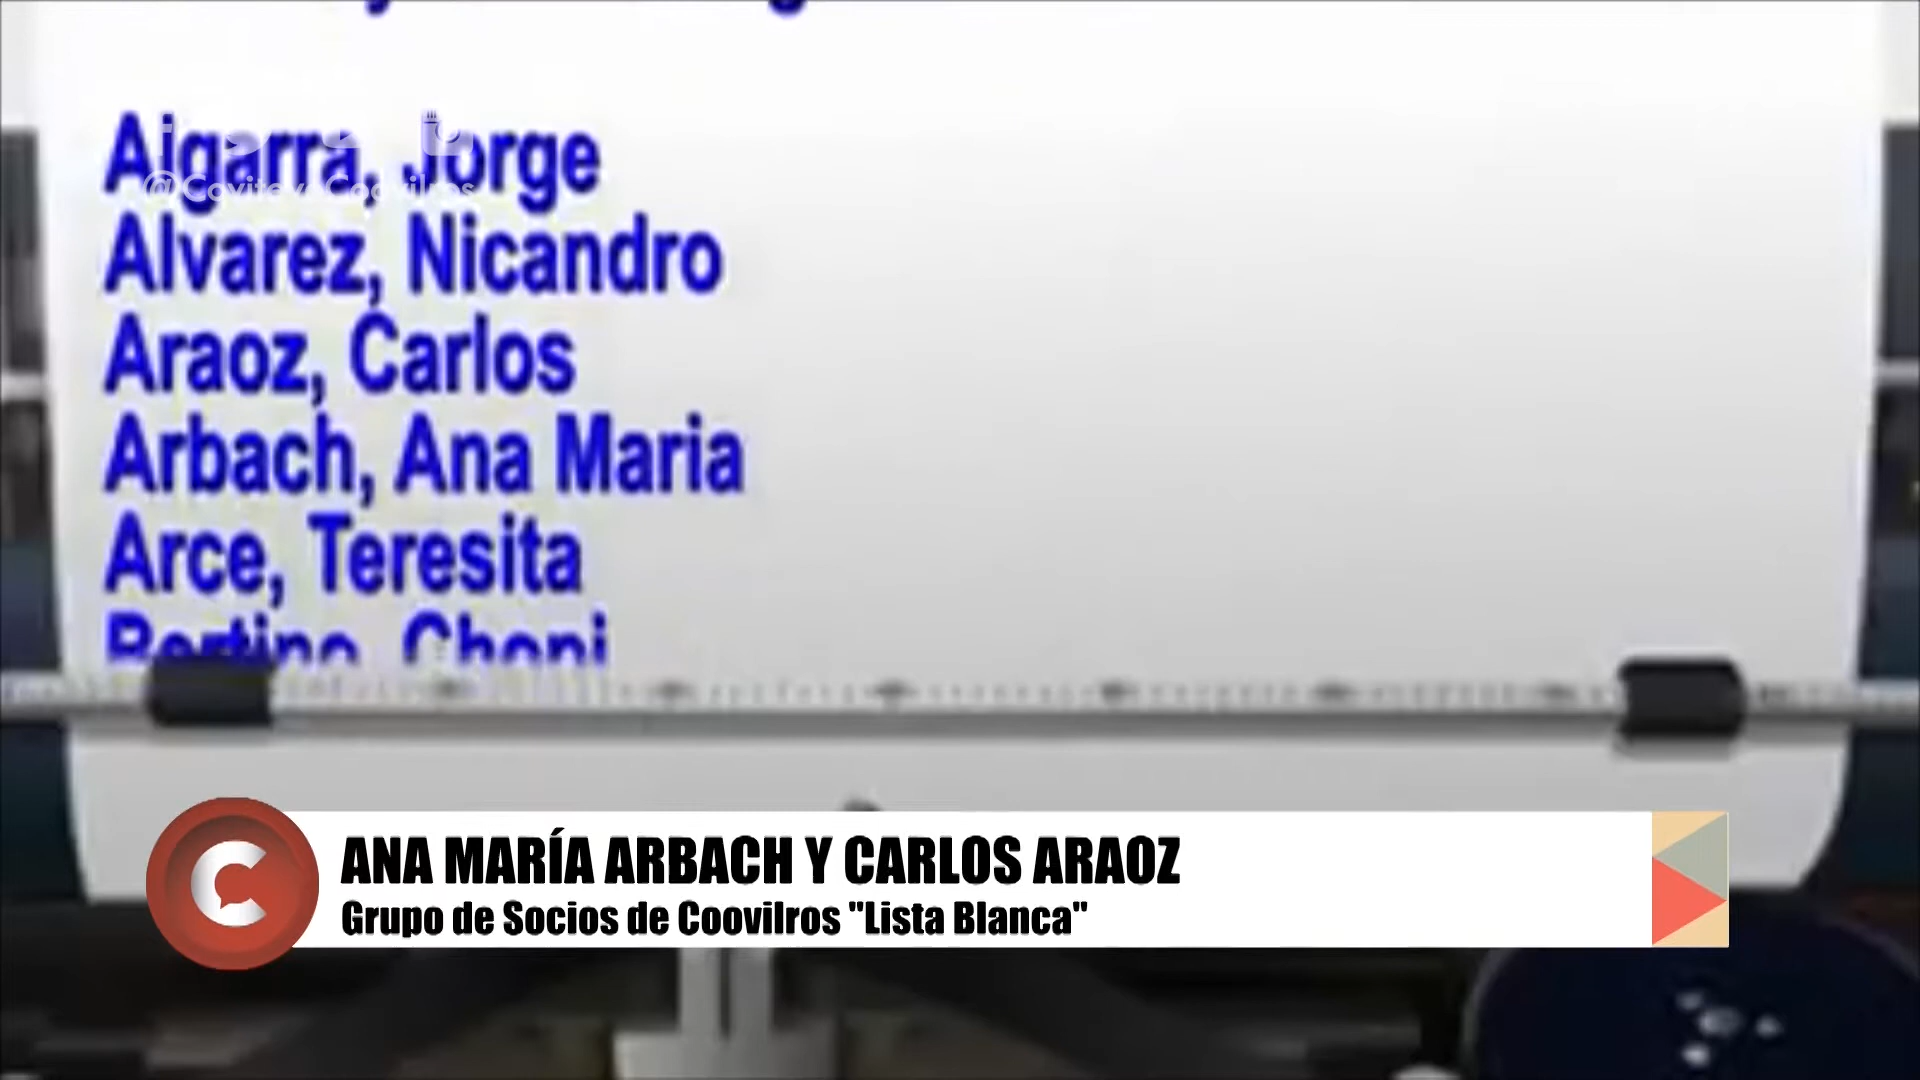 Aigarra, Jorge
@CovitevaCoovilros
Alvarez, Nicandro
Araoz, Carlos
Arbach, Ana Maria
Arce, Teresita
ANA MARÍA ARBACH Y CARLOS ARAOZ
Grupo de Socios de Coovilros "Lista Blanca"